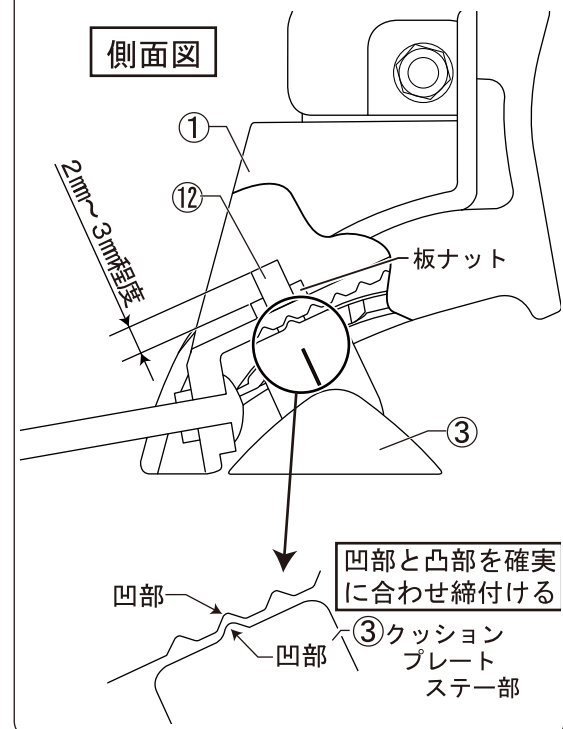 側面図
①
⑫
2㎜～3㎜程度
板ナット
③
凹部と凸部を確実
に合わせ締付ける
凹部
凹部
③クッション
プレート
ステー部